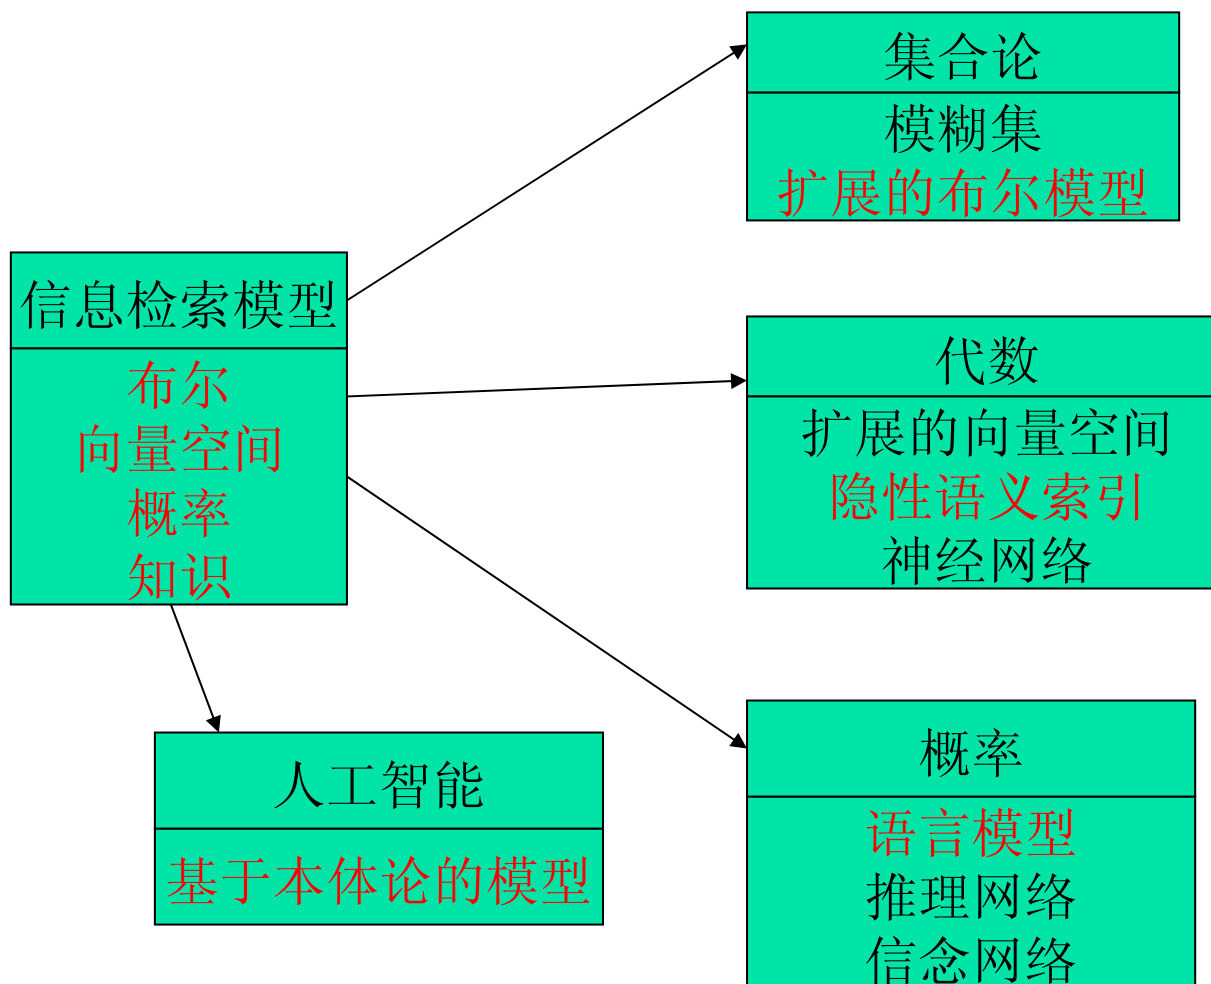 集合论
模糊集
扩展的布尔模型
信息检索模型
布尔
向量空间
概率
知识
代数
扩展的向量空间
隐性语义索引
神经网络
人工智能
基于本体论的模型
概率
语言模型
推理网络
信念网络